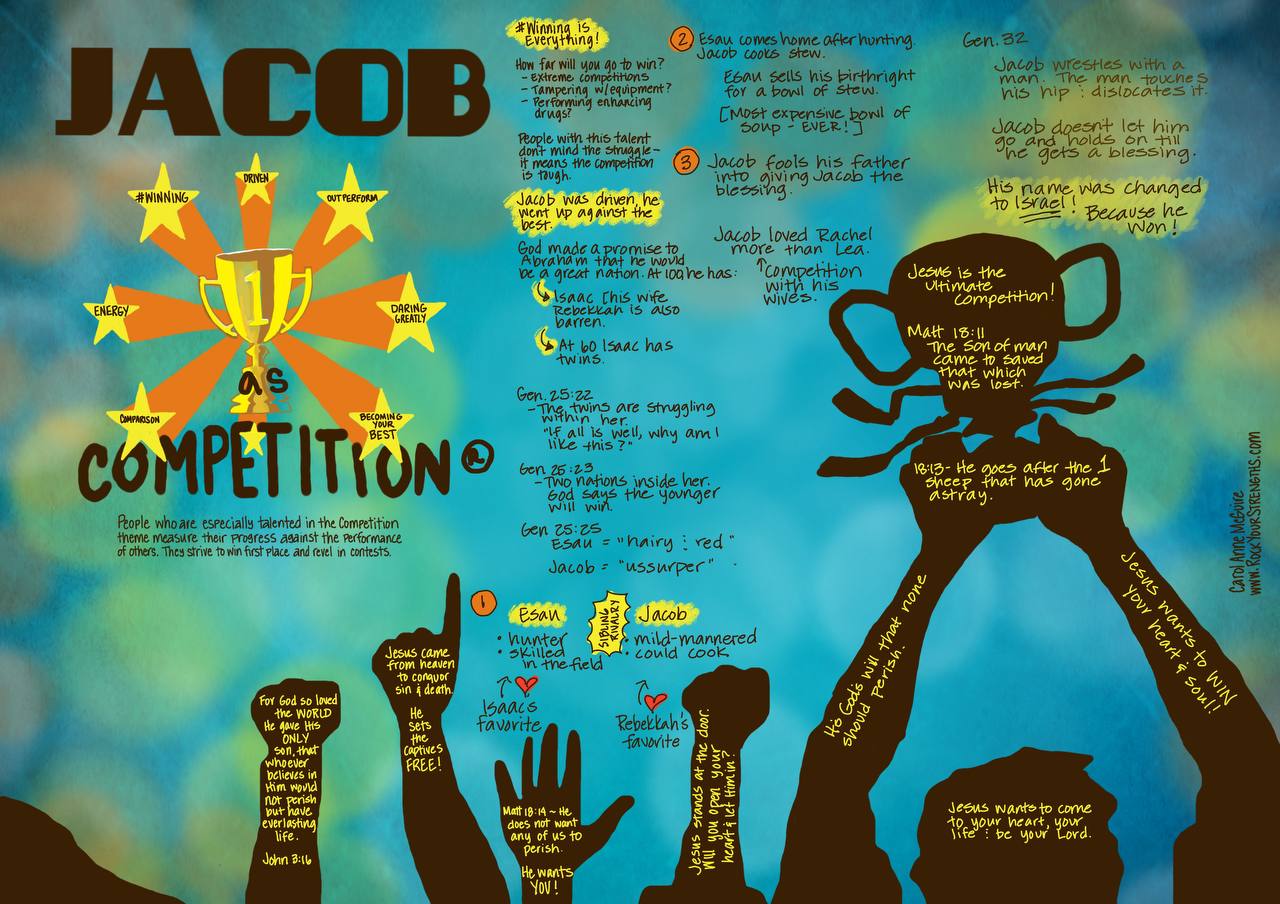 JACOB
#WINNING
DRIVEN
OUTPERFORM
ENERGY
DARING
GREATLY
COMPARISON
BECOMING
YOUR
BEST
1
as
COMPETITION®
People who are especially talented in the Competition
theme measure their progress against the performance
of others. They strive to win first place and revel in contests.
#Winning is
Everything!
How far will you go to win?
- Extreme competitions
- Tampering w/equipment?
- Performing enhancing
drugs?
People with this talent
don't mind the struggle-
it means the competition
is tough.
Jacob was driven, he
went up against the
best.
God made a promise to
Abraham that he would
be a great nation. At 100, he has:
Isaac [his wife
Rebekkah is also
barren.
At 60 Isaac has
twins.
Gen. 25:22
- The twins are struggling
within her.
"If all is well, why am I
like this?"
Gen 25:23
- Two nations inside her.
God says the younger
will win.
Gen 25:25
Esau = "hairy & red"
Jacob = "ussurper"
1
Esau
• hunter
• skilled
in the field
Isaac's
favorite
SIBLING
RIVALRY
Jacob
• mild-mannered
• could cook
Rebekkah's
favorite
2
Esau comes home after hunting.
Jacob cooks stew.
Esau sells his birthright
for a bowl of stew.
[Most expensive bowl of
soup - EVER!]
3
Jacob fools his father
into giving Jacob the
blessing.
Jacob loved Rachel
more than Lea.
Competition
with his
wives.
Gen. 32
Jacob wrestles with a
man. The man touches
his hip & dislocates it.
Jacob doesn't let him
go and holds on till
he gets a blessing.
His name was changed
to Israel! Because he
won!
Jesus is the
ultimate
competition!
Matt 18:11
The son of man
came to saved
that which
was lost.
18:13- He goes after the 1
sheep that has gone
astray.
Its God's will that none
should perish.
Jesus wants to WIN
your heart & soul!
Jesus wants to come
to your heart, your
life & be your Lord.
For God so loved
the WORLD
He gave His
ONLY
son, that
whoever
believes in
Him would
not perish
but have
everlasting
life.
John 3:16
Jesus came
from heaven
to conquor
sin & death.
He
sets
the
captives
FREE!
Matt 18:14 ~ He
does not want
any of us to
perish.
He wants
YOU!
Jesus stands at the door.
Will you open your
heart & let Him in?
Carol Anne McGuire
www.RockYourStrengths.com